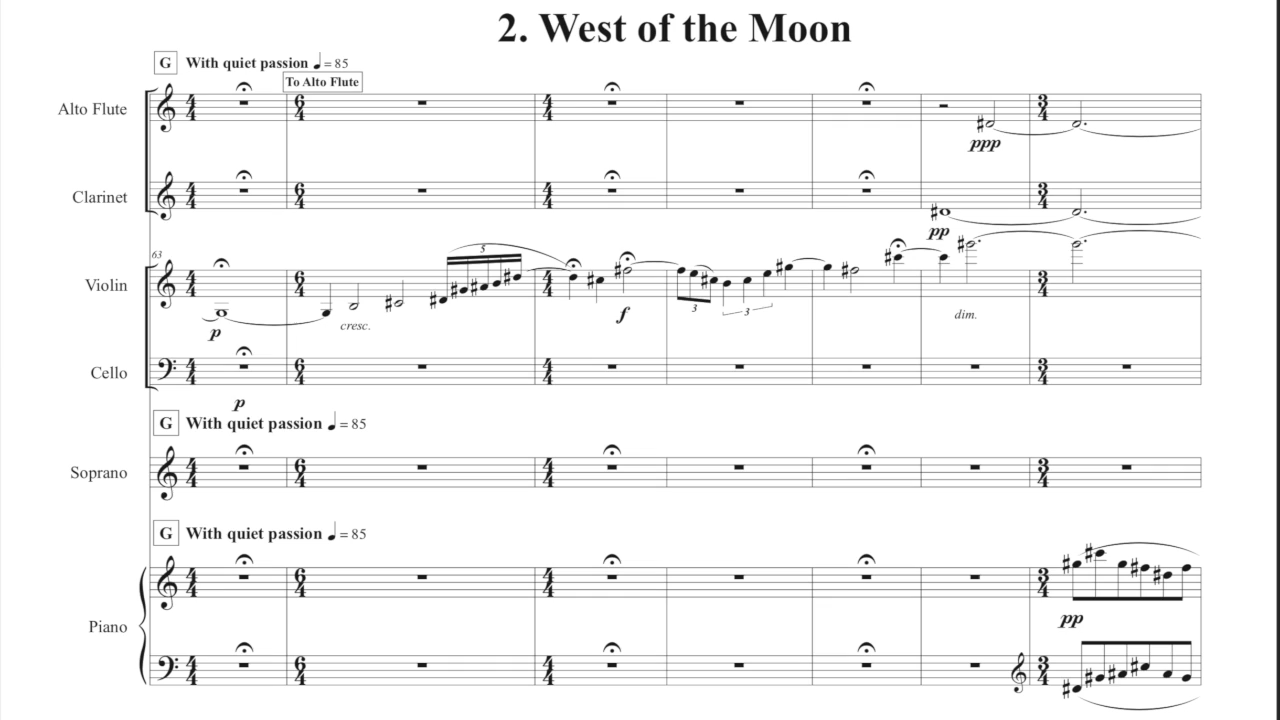 2. West of the Moon
G With quiet passion ♩ = 85
To Alto Flute
Alto Flute
ppp
Clarinet
pp
63
5
Violin
p cresc. f 3 3 dim.
Cello
p
G With quiet passion ♩ = 85
Soprano
G With quiet passion ♩ = 85
Piano
pp